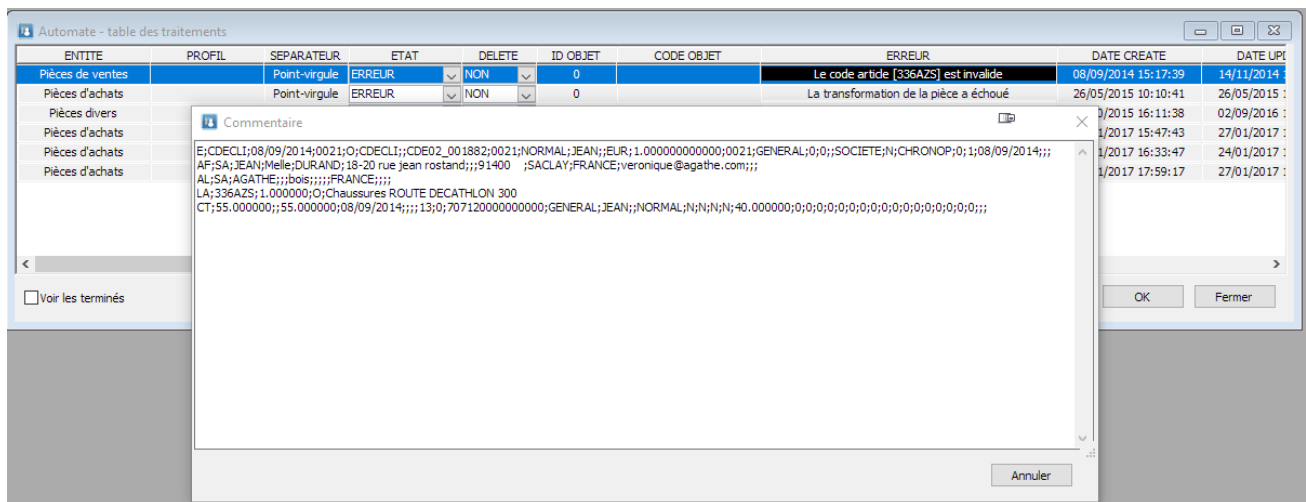 Automate - table des traitements
ENTITE PROFIL SEPARATEUR ETAT DELETE ID OBJET CODE OBJET ERREUR DATE CREATE DATE UPI
Pièces de ventes Point-virgule ERREUR NON 0 Le code article [336AZS] est invalide 08/09/2014 15:17:39 14/11/2014
Pièces d'achats Point-virgule ERREUR NON 0 La transformation de la pièce a échoué 26/05/2015 10:10:41 26/05/2015
Pièces divers 0/2015 16:11:38 02/09/2016
Pièces d'achats 1/2017 15:47:43 27/01/2017
Pièces d'achats 1/2017 16:33:47 24/01/2017
Pièces d'achats 1/2017 17:59:17 27/01/2017
Commentaire
E;CDECLI;08/09/2014;0021;O;CDECLI;;CDE02_001882;0021;NORMAL;JEAN;;EUR;1.000000000000;0021;GENERAL;0;0;;SOCIETE;N;CHRONOP;0;1;08/09/2014;;;
AF;SA;JEAN;Melle;DURAND;18-20 rue jean rostand;;;91400 ;SACLAY;FRANCE;veronique@agathe.com;;;
AL;SA;AGATHE;;;bois;;;;;FRANCE;;;;
LA;336AZS;1.000000;O;Chaussures ROUTE DECATHLON 300
CT;55.000000;;55.000000;08/09/2014;;;;13;0;707120000000000;GENERAL;JEAN;;NORMAL;N;N;N;N;40.000000;0;0;0;0;0;0;0;0;0;0;0;0;0;0;0;0;0;;;
Voir les terminés
OK Fermer
Annuler